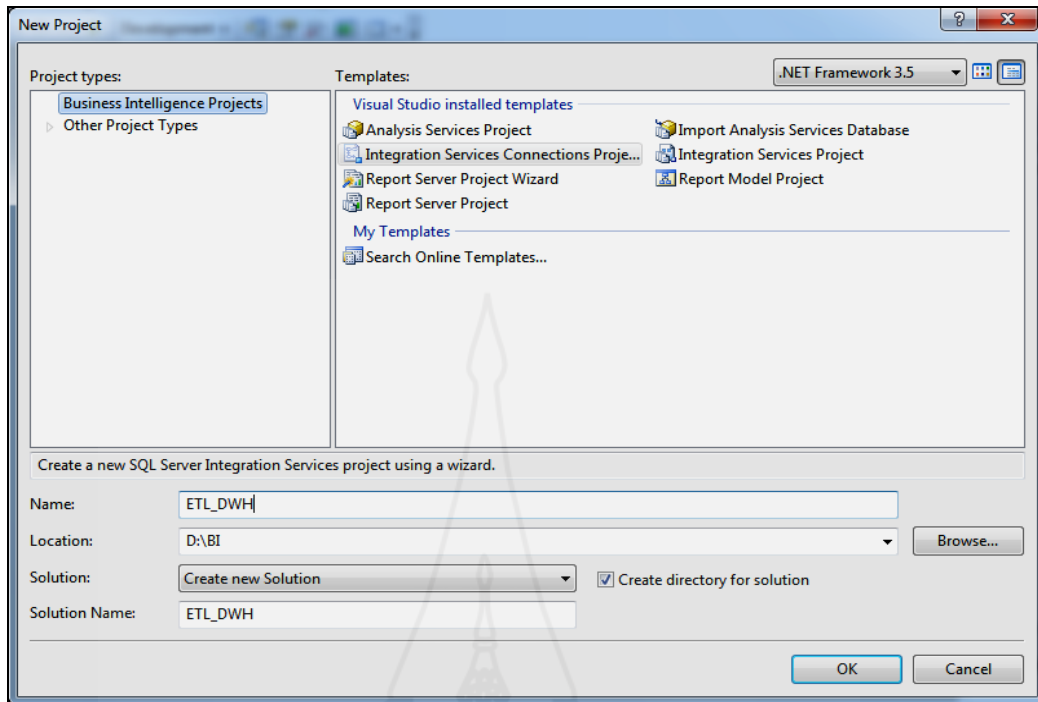 New Project
Project types:
Templates:
.NET Framework 3.5
Business Intelligence Projects
Other Project Types
Visual Studio installed templates
Analysis Services Project
Import Analysis Services Database
Integration Services Connections Proje...
Integration Services Project
Report Server Project Wizard
Report Model Project
Report Server Project
My Templates
Search Online Templates...
Create a new SQL Server Integration Services project using a wizard.
Name:
ETL_DWH
Location:
D:\BI
Browse...
Solution:
Create new Solution
Create directory for solution
Solution Name:
ETL_DWH
OK
Cancel